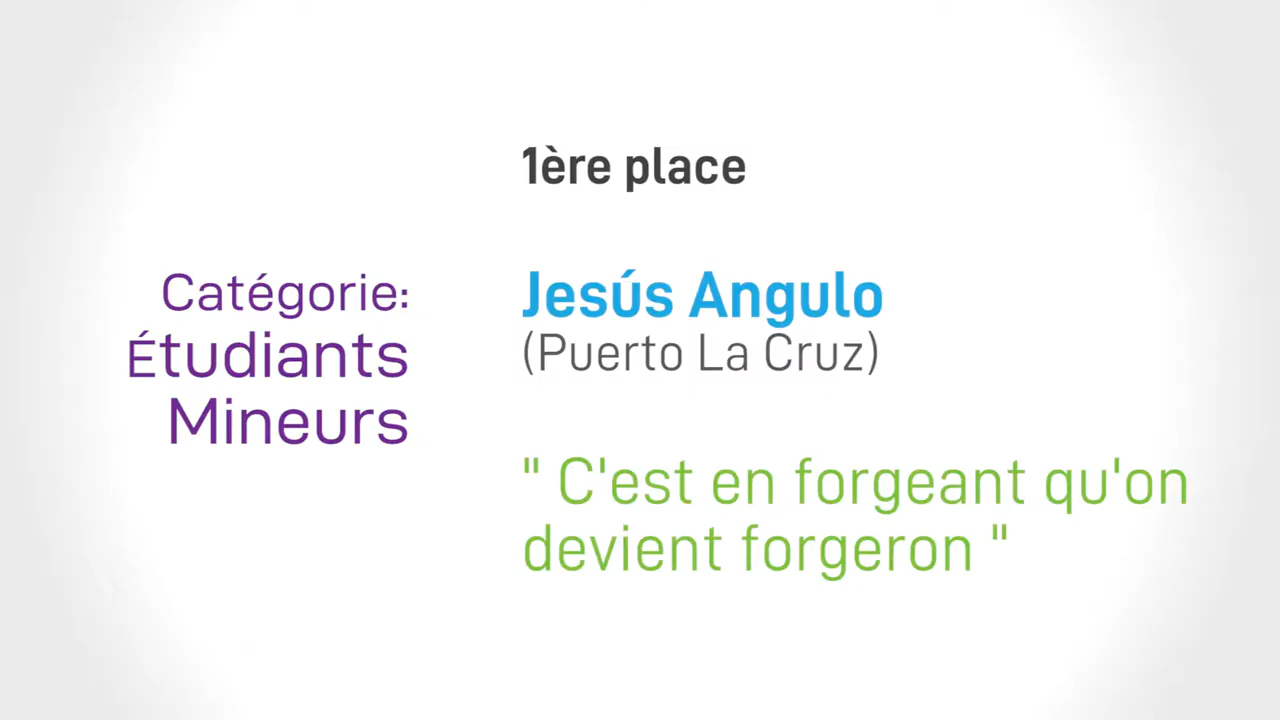 1ère place
Catégorie:
Étudiants
Mineurs
Jesús Angulo
(Puerto La Cruz)
" C'est en forgeant qu'on
devient forgeron "